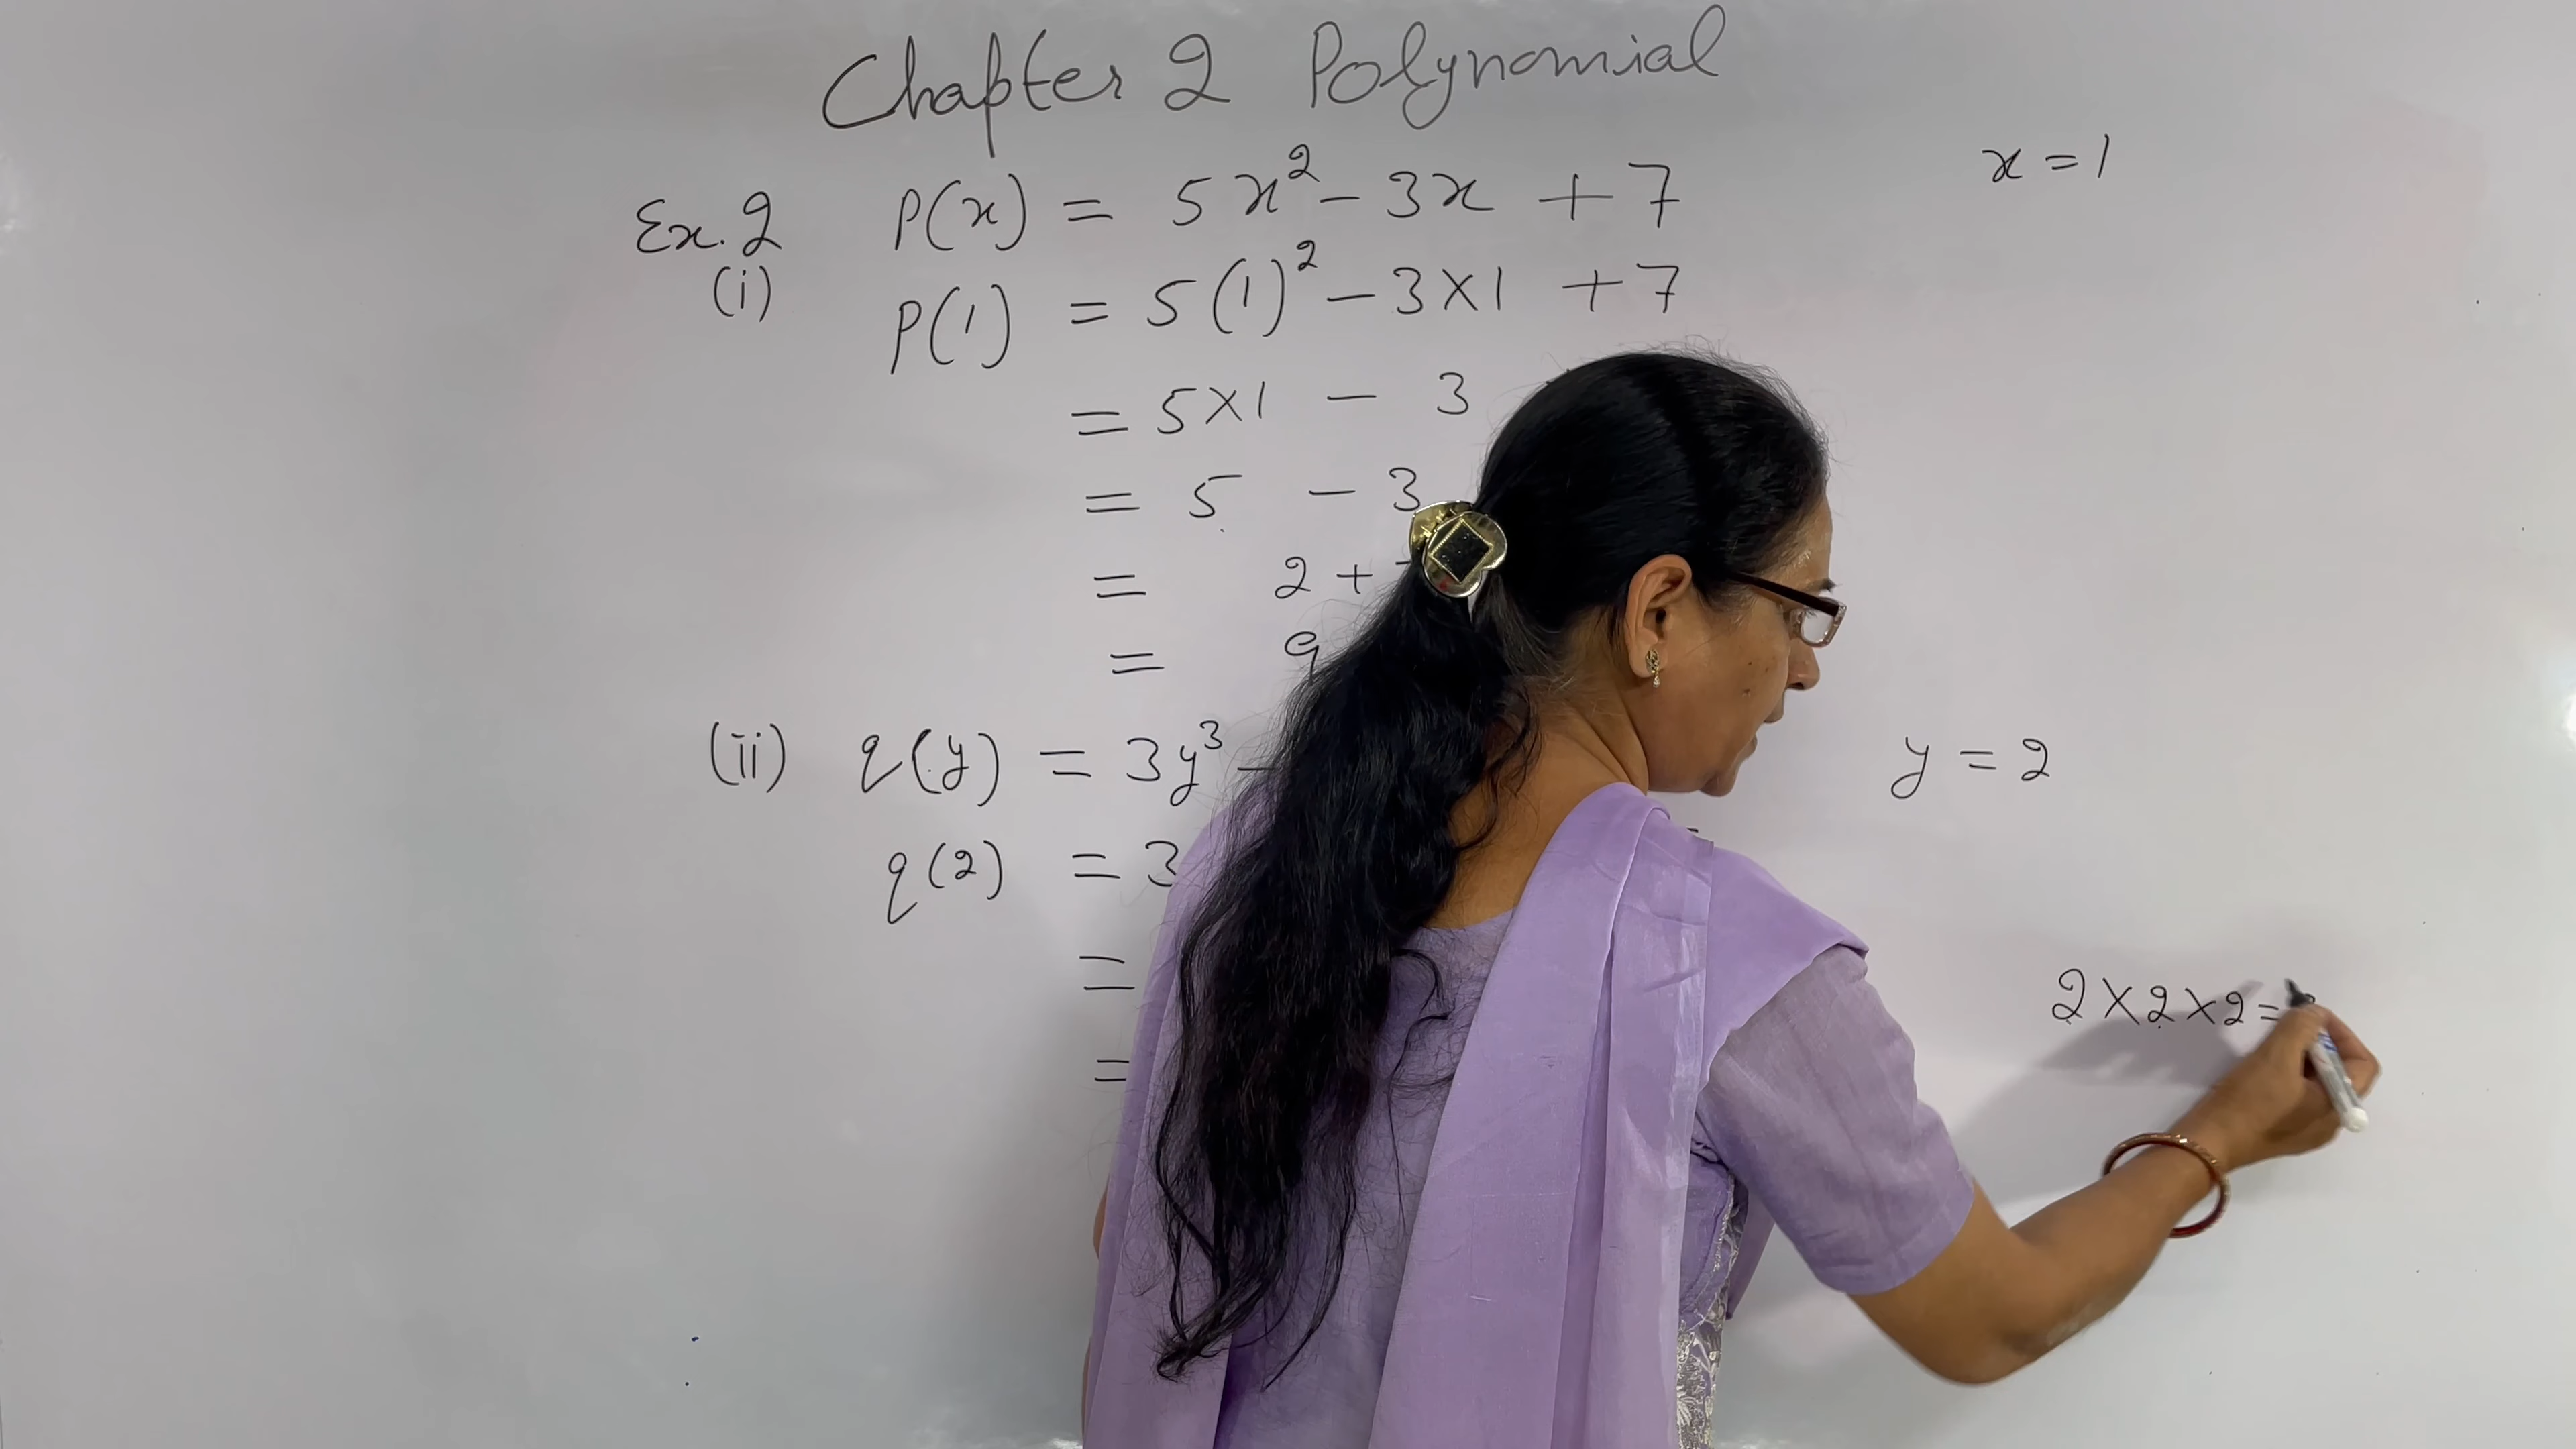 Chapter 2 Polynomial
Ex. 2 P(x) = 5x² - 3x + 7 x = 1
(i) P(1) = 5(1)² - 3×1 + 7
= 5×1 - 3
= 5 - 3
= 2 +
= 9
(ii) q(y) = 3y³ - y = 2
q(2) = 3
= 2×2×2=
=